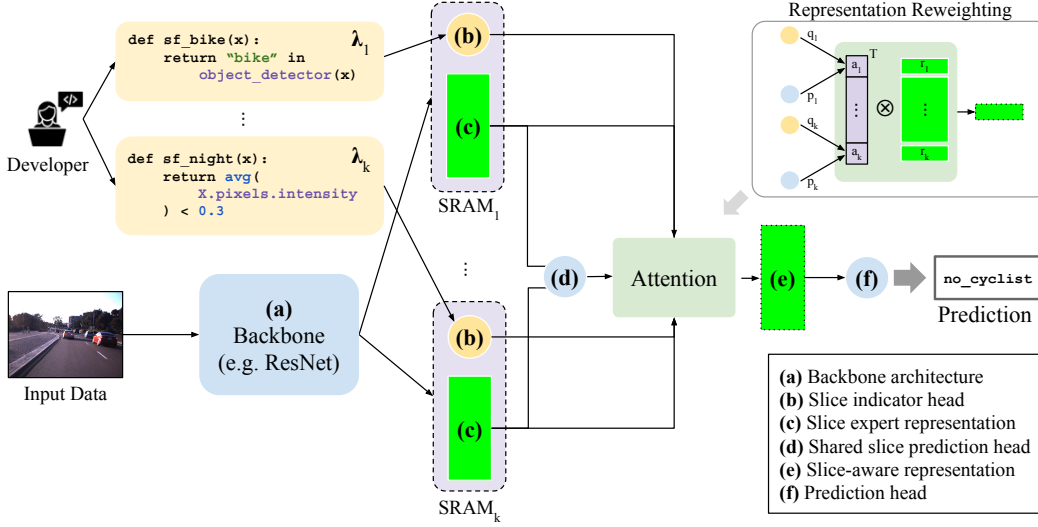 Representation Reweighting
def sf_bike(x):
return "bike" in
object_detector(x)
λ1
⋮
def sf_night(x):
return avg(
X.pixels.intensity
) < 0.3
λk
Developer
(b)
(c)
SRAM1
⋮
(b)
(c)
SRAMk
q1
p1
qk
pk
a1
⋮
ak
T
⊗
r1
⋮
rk
(a)
Backbone
(e.g. ResNet)
Input Data
(d)
Attention
(e)
(f)
no_cyclist
Prediction
(a) Backbone architecture
(b) Slice indicator head
(c) Slice expert representation
(d) Shared slice prediction head
(e) Slice-aware representation
(f) Prediction head